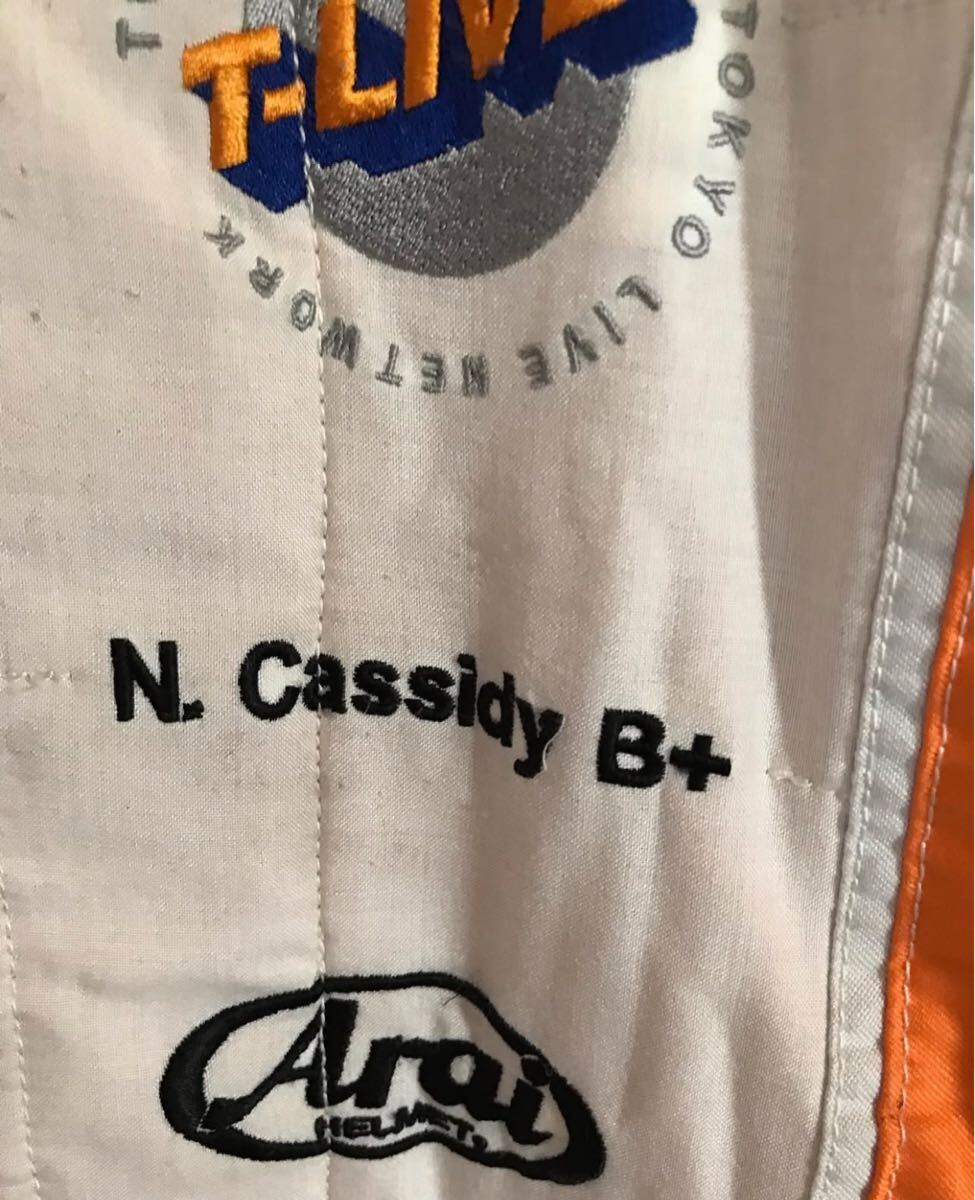 T-LIVE
TOKYO LIVE NETWORK
N. Cassidy B+
Arai
HELMET.